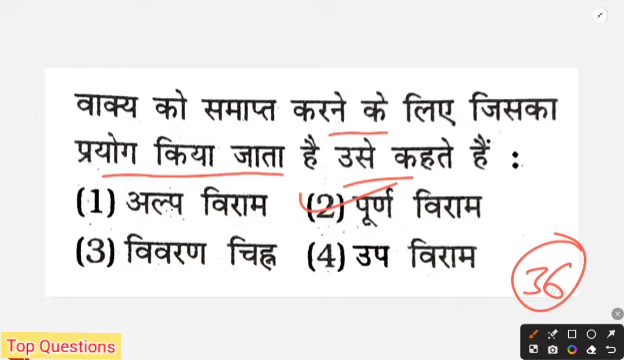 वाक्य को समाप्त करने के लिए जिसका
प्रयोग किया जाता है उसे कहते हैं :
(1) अल्प विराम (2) पूर्ण विराम
(3) विवरण चिह्न (4) उप विराम
36
Top Questions